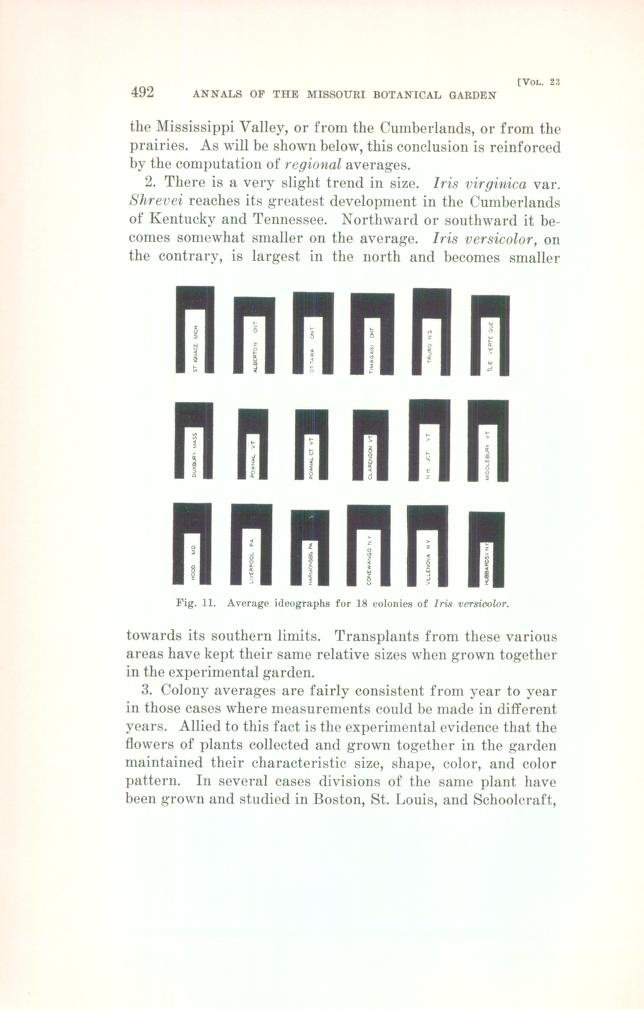 [VOL. 23
492 ANNALS OF THE MISSOURI BOTANICAL GARDEN
the Mississippi Valley, or from the Cumberlands, or from the
prairies. As will be shown below, this conclusion is reinforced
by the computation of regional averages.
2. There is a very slight trend in size. Iris virginica var.
Shrevei reaches its greatest development in the Cumberlands
of Kentucky and Tennessee. Northward or southward it be-
comes somewhat smaller on the average. Iris versicolor, on
the contrary, is largest in the north and becomes smaller
ST IGNACE MICH
ALBERTON ONT
OTTAWA ONT
TIMAGAGI ONT
TRURO N.S.
ILE VERTE QUE
DUXBURY MASS
POWNAL VT
POWNAL CT VT
CLARENDON VT
N H JCT VT
MIDDLEBURY VT
HOOD MD
LIVERPOOL PA
HARMONSBG PA
CONEWANGO N Y
VILLENOVA N Y
HUBBARDSV NY
Fig. 11. Average ideographs for 18 colonies of Iris versicolor.
towards its southern limits. Transplants from these various
areas have kept their same relative sizes when grown together
in the experimental garden.
3. Colony averages are fairly consistent from year to year
in those cases where measurements could be made in different
years. Allied to this fact is the experimental evidence that the
flowers of plants collected and grown together in the garden
maintained their characteristic size, shape, color, and color
pattern. In several cases divisions of the same plant have
been grown and studied in Boston, St. Louis, and Schoolcraft,